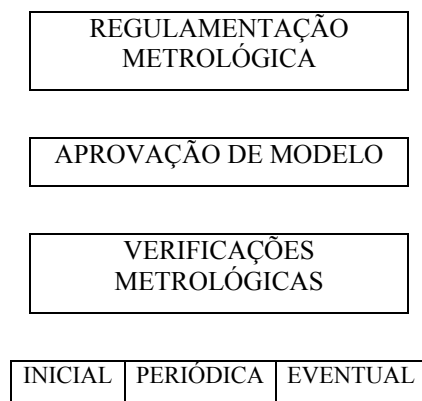 REGULAMENTAÇÃO
METROLÓGICA
APROVAÇÃO DE MODELO
VERIFICAÇÕES
METROLÓGICAS
INICIAL PERIÓDICA EVENTUAL